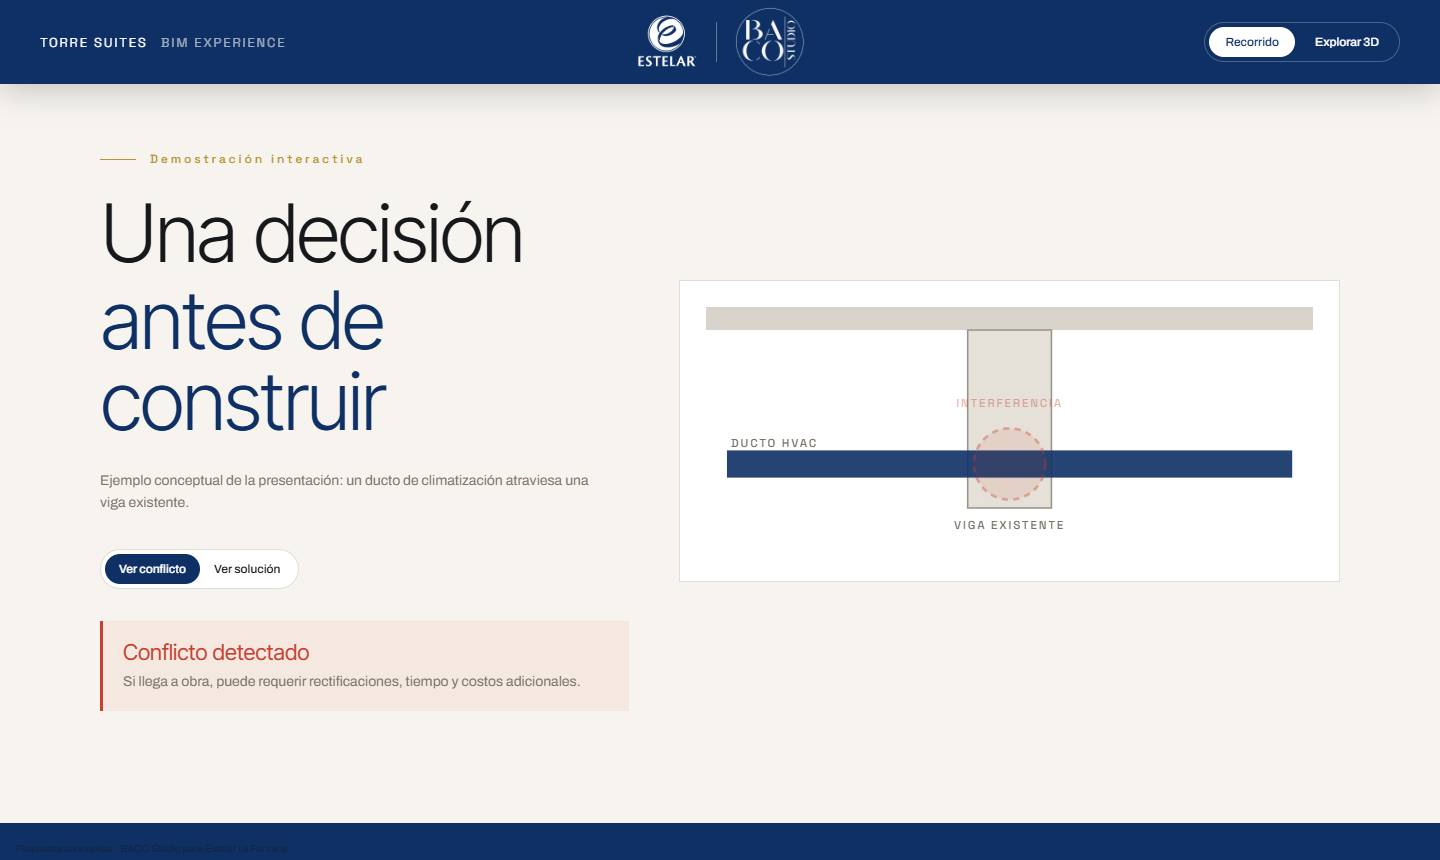 TORRE SUITES BIM EXPERIENCE
ESTELAR
BACO STUDIO
Recorrido
Explorar 3D
Demostración interactiva
Una decisión
antes de
construir
Ejemplo conceptual de la presentación: un ducto de climatización atraviesa una
viga existente.
Ver conflicto
Ver solución
Conflicto detectado
Si llega a obra, puede requerir rectificaciones, tiempo y costos adicionales.
INTERFERENCIA
DUCTO HVAC
VIGA EXISTENTE